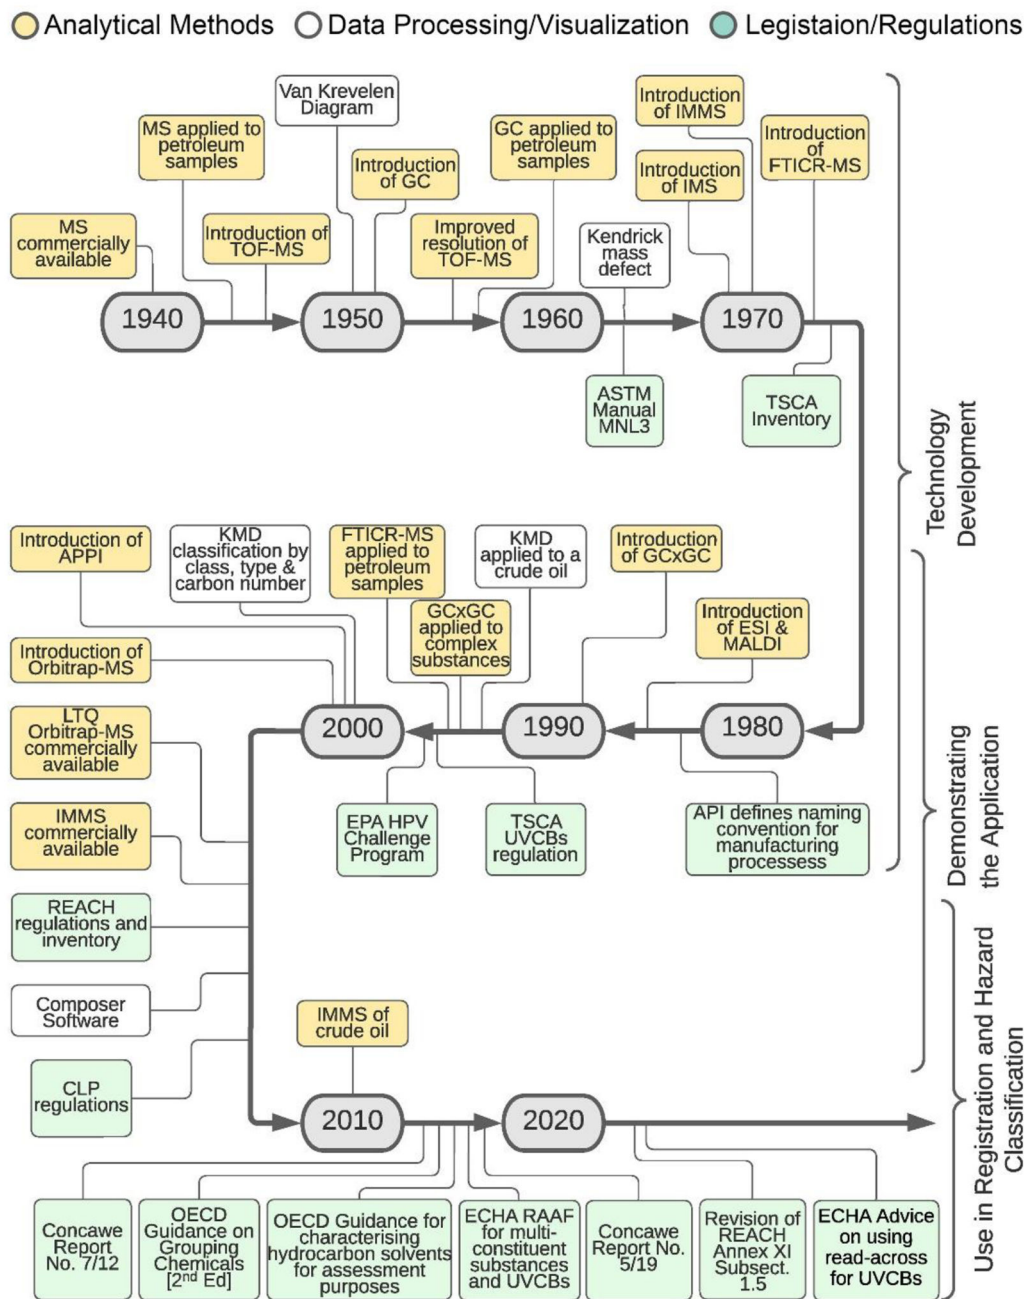 Analytical Methods
Data Processing/Visualization
Legistaion/Regulations
MS
commercially
available
MS applied to
petroleum
samples
Introduction of
TOF-MS
Van Krevelen
Diagram
Introduction
of GC
Improved
resolution of
TOF-MS
GC applied to
petroleum
samples
Kendrick
mass
defect
Introduction
of IMMS
Introduction
of IMS
Introduction
of
FTICR-MS
1940
1950
1960
1970
ASTM
Manual
MNL3
TSCA
Inventory
Technology
Development
Introduction of
APPI
KMD
classification by
class, type &
carbon number
FTICR-MS
applied to
petroleum
samples
GCxGC
applied to
complex
substances
KMD
applied to a
crude oil
Introduction
of GCxGC
Introduction
of ESI &
MALDI
Introduction of
Orbitrap-MS
LTQ
Orbitrap-MS
commercially
available
2000
1990
1980
EPA HPV
Challenge
Program
TSCA
UVCBs
regulation
API defines naming
convention for
manufacturing
processess
Demonstrating
the Application
IMMS
commercially
available
REACH
regulations and
inventory
Composer
Software
CLP
regulations
IMMS of
crude oil
2010
2020
Concawe
Report
No. 7/12
OECD
Guidance on
Grouping
Chemicals
[2nd Ed]
OECD Guidance for
characterising
hydrocarbon solvents
for assessment
purposes
ECHA RAAF
for multi-
constituent
substances
and UVCBs
Concawe
Report No.
5/19
Revision of
REACH
Annex XI
Subsect.
1.5
ECHA Advice
on using
read-across
for UVCBs
Use in Registration and Hazard
Classification